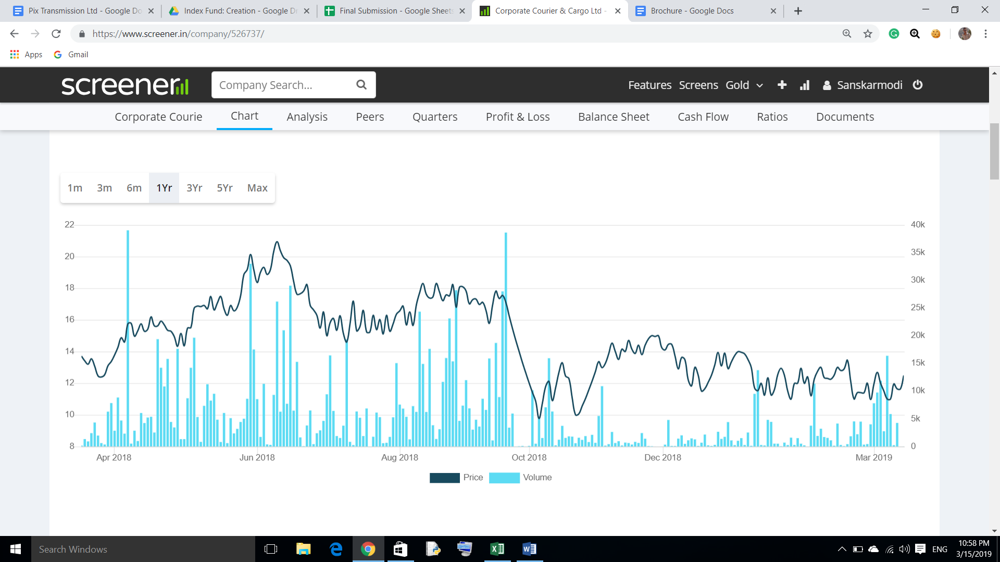 Pix Transmission Ltd - Google Do
Index Fund: Creation - Google Dr
Final Submission - Google Sheets
Corporate Courier & Cargo Ltd -
Brochure - Google Docs
https://www.screener.in/company/526737/
Apps
Gmail
screener
Company Search...
Features Screens Gold
Sanskarmodi
Corporate Courie
Chart
Analysis
Peers
Quarters
Profit & Loss
Balance Sheet
Cash Flow
Ratios
Documents
1m 3m 6m 1Yr 3Yr 5Yr Max
22 40k
20 35k
30k
18
25k
16
20k
14
15k
12
10k
10
5k
8 0
Apr 2018 Jun 2018 Aug 2018 Oct 2018 Dec 2018 Mar 2019
Price Volume
Search Windows
ENG
10:58 PM
3/15/2019